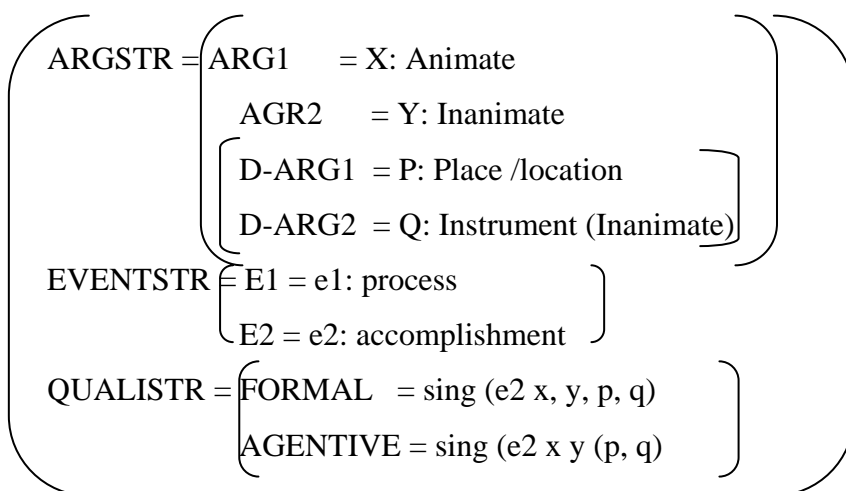 ARGSTR = ARG1 = X: Animate
AGR2 = Y: Inanimate
D-ARG1 = P: Place /location
D-ARG2 = Q: Instrument (Inanimate)
EVENTSTR = E1 = e1: process
E2 = e2: accomplishment
QUALISTR = FORMAL = sing (e2 x, y, p, q)
AGENTIVE = sing (e2 x y (p, q)